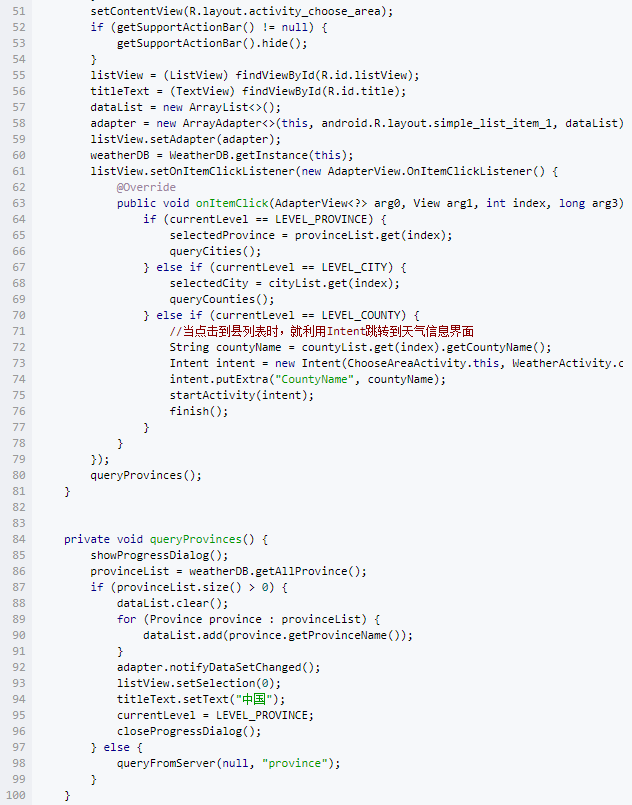 51 setContentView(R.layout.activity_choose_area);
52 if (getSupportActionBar() != null) {
53 getSupportActionBar().hide();
54 }
55 listView = (ListView) findViewById(R.id.listView);
56 titleText = (TextView) findViewById(R.id.title);
57 dataList = new ArrayList<>();
58 adapter = new ArrayAdapter<>(this, android.R.layout.simple_list_item_1, dataList)
59 listView.setAdapter(adapter);
60 weatherDB = WeatherDB.getInstance(this);
61 listView.setOnItemClickListener(new AdapterView.OnItemClickListener() {
62 @Override
63 public void onItemClick(AdapterView<?> arg0, View arg1, int index, long arg3)
64 if (currentLevel == LEVEL_PROVINCE) {
65 selectedProvince = provinceList.get(index);
66 queryCities();
67 } else if (currentLevel == LEVEL_CITY) {
68 selectedCity = cityList.get(index);
69 queryCounties();
70 } else if (currentLevel == LEVEL_COUNTY) {
71 //当点击到县列表时，就利用Intent跳转到天气信息界面
72 String countyName = countyList.get(index).getCountyName();
73 Intent intent = new Intent(ChooseAreaActivity.this, WeatherActivity.c
74 intent.putExtra("CountyName", countyName);
75 startActivity(intent);
76 finish();
77 }
78 }
79 });
80 queryProvinces();
81 }
82
83
84 private void queryProvinces() {
85 showProgressDialog();
86 provinceList = weatherDB.getAllProvince();
87 if (provinceList.size() > 0) {
88 dataList.clear();
89 for (Province province : provinceList) {
90 dataList.add(province.getProvinceName());
91 }
92 adapter.notifyDataSetChanged();
93 listView.setSelection(0);
94 titleText.setText("中国");
95 currentLevel = LEVEL_PROVINCE;
96 closeProgressDialog();
97 } else {
98 queryFromServer(null, "province");
99 }
100 }